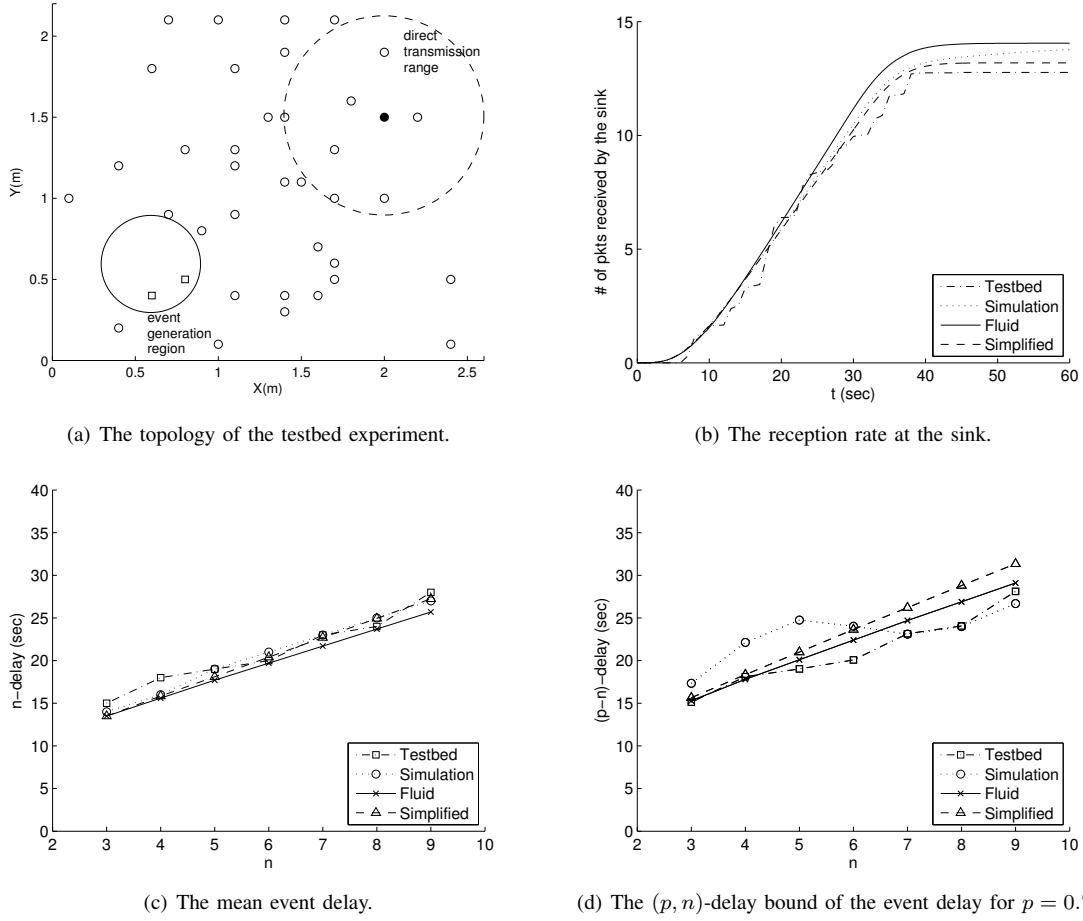 2
1.5
1
0.5
0
0
0.5
1
1.5
2
2.5
Y(m)
X(m)
direct
transmission
range
event
generation
region
(a) The topology of the testbed experiment.
15
10
5
0
0
10
20
30
40
50
60
# of pkts received by the sink
t (sec)
Testbed
Simulation
Fluid
Simplified
(b) The reception rate at the sink.
40
35
30
25
20
15
10
5
0
2
3
4
5
6
7
8
9
10
n−delay (sec)
n
Testbed
Simulation
Fluid
Simplified
(c) The mean event delay.
40
35
30
25
20
15
10
5
0
2
3
4
5
6
7
8
9
10
(p−n)−delay (sec)
n
Testbed
Simulation
Fluid
Simplified
(d) The (p, n)-delay bound of the event delay for p = 0.